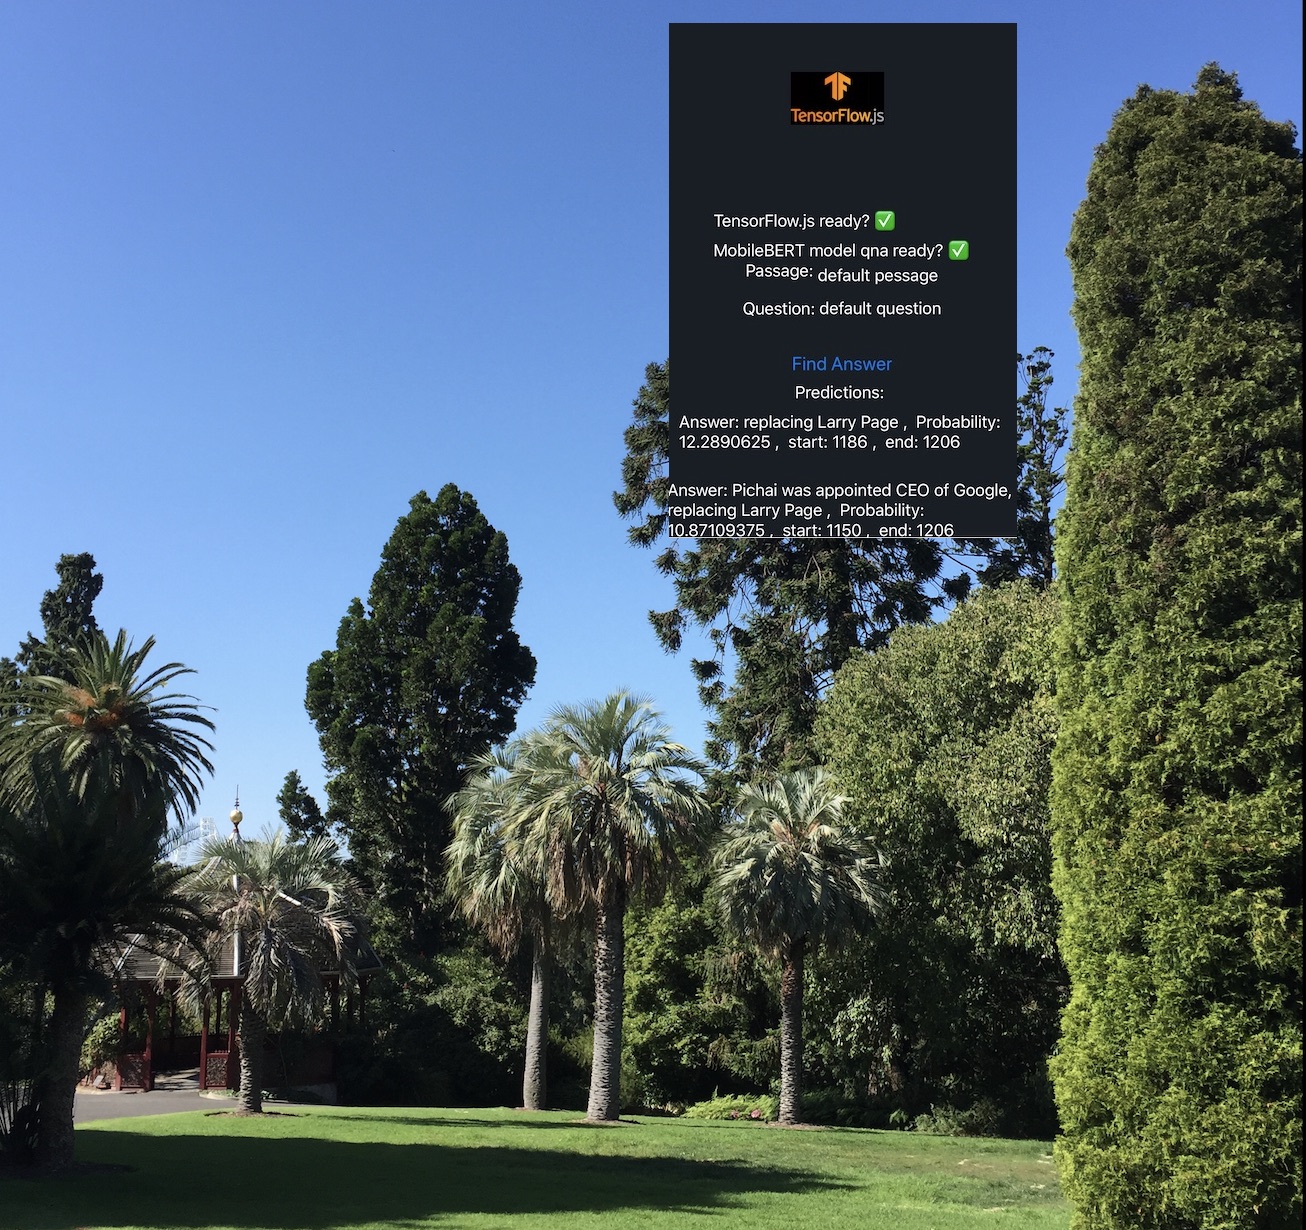 TensorFlow.js
TensorFlow.js ready? ✅
MobileBERT model qna ready? ✅
Passage: default pessage
Question: default question
Find Answer
Predictions:
Answer: replacing Larry Page , Probability:
12.2890625 , start: 1186 , end: 1206
Answer: Pichai was appointed CEO of Google,
replacing Larry Page , Probability:
10.87109375 , start: 1150 , end: 1206